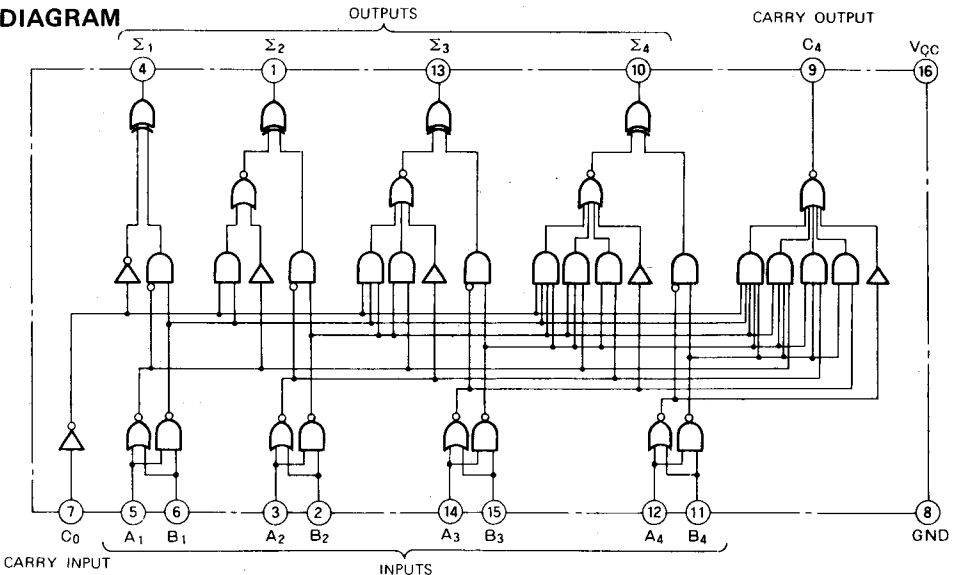 DIAGRAM
OUTPUTS
CARRY OUTPUT
Σ1 Σ2 Σ3 Σ4 C4 VCC
4 1 13 10 9 16
7 5 6 3 2 14 15 12 11 8
C0 A1 B1 A2 B2 A3 B3 A4 B4 GND
CARRY INPUT
INPUTS